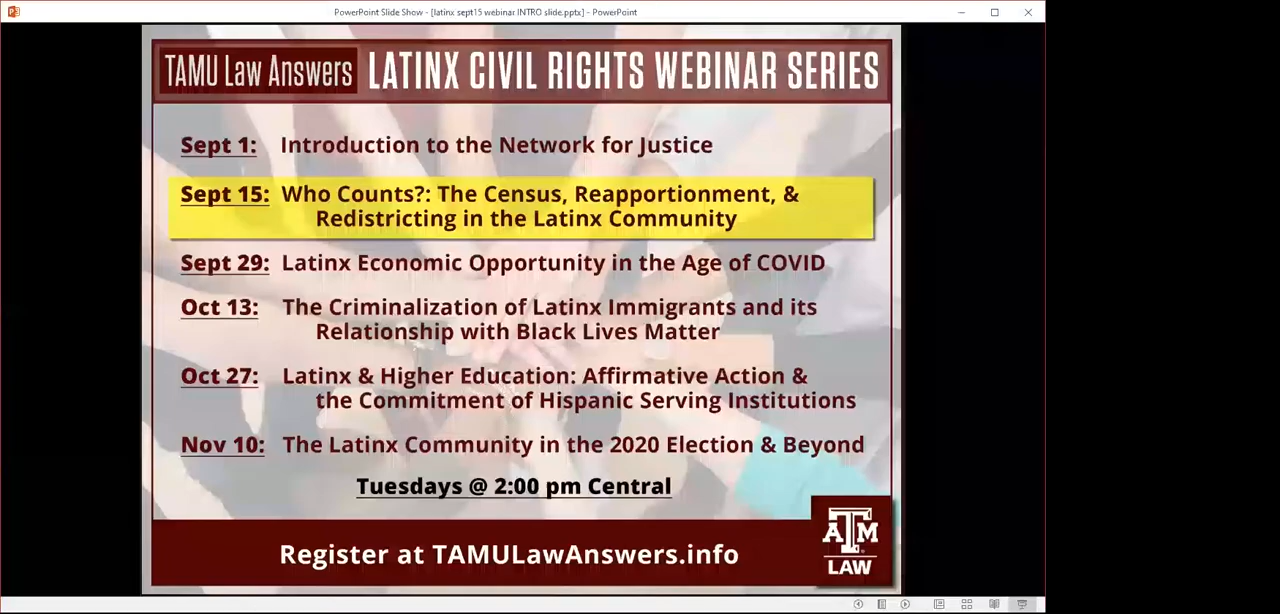 PowerPoint Slide Show - [latinx sept15 webinar INTRO slide.pptx] - PowerPoint
TAMU Law Answers LATINX CIVIL RIGHTS WEBINAR SERIES
Sept 1: Introduction to the Network for Justice
Sept 15: Who Counts?: The Census, Reapportionment, &
Redistricting in the Latinx Community
Sept 29: Latinx Economic Opportunity in the Age of COVID
Oct 13: The Criminalization of Latinx Immigrants and its
Relationship with Black Lives Matter
Oct 27: Latinx & Higher Education: Affirmative Action &
the Commitment of Hispanic Serving Institutions
Nov 10: The Latinx Community in the 2020 Election & Beyond
Tuesdays @ 2:00 pm Central
Register at TAMULawAnswers.info
ATM
LAW